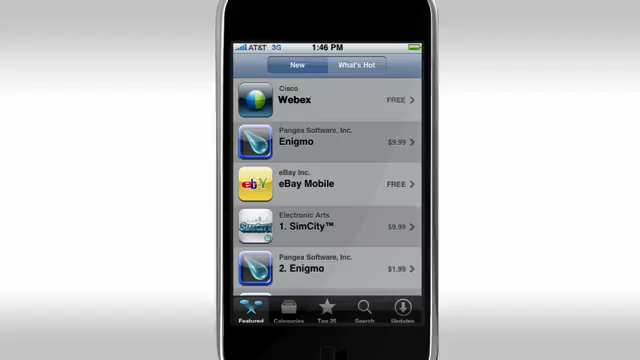 AT&T 3G 1:46 PM
New What's Hot
Cisco
Webex FREE
Pangea Software, Inc.
Enigmo $9.99
eBay Inc.
ebY
eBay Mobile FREE
Electronic Arts
SimCity
1. SimCity™ $9.99
Pangea Software, Inc.
2. Enigmo $1.99
Featured Categories Top 25 Search Updates